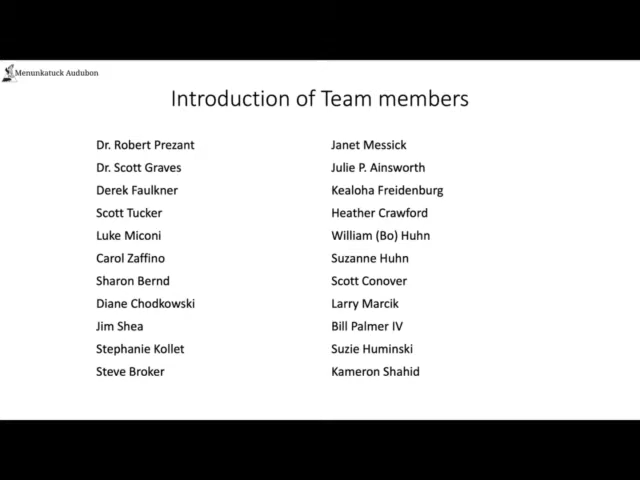 Menunkatuck Audubon
Introduction of Team members
Dr. Robert Prezant
Dr. Scott Graves
Derek Faulkner
Scott Tucker
Luke Miconi
Carol Zaffino
Sharon Bernd
Diane Chodkowski
Jim Shea
Stephanie Kollet
Steve Broker
Janet Messick
Julie P. Ainsworth
Kealoha Freidenburg
Heather Crawford
William (Bo) Huhn
Suzanne Huhn
Scott Conover
Larry Marcik
Bill Palmer IV
Suzie Huminski
Kameron Shahid